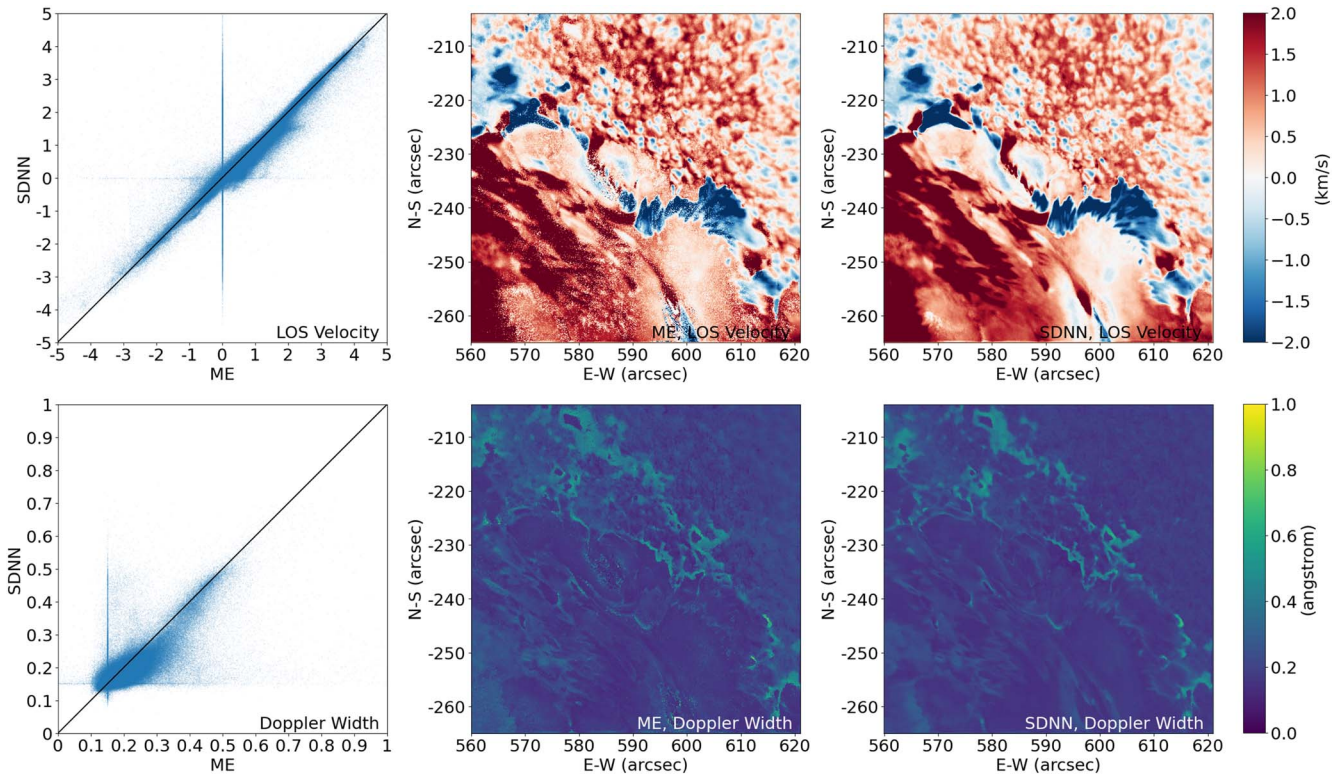 5
4
3
2
1
0
-1
-2
-3
-4
-5
SDNN
LOS Velocity
-5 -4 -3 -2 -1 0 1 2 3 4 5
ME
-210
-220
-230
-240
-250
-260
N-S (arcsec)
ME, LOS Velocity
560 570 580 590 600 610 620
E-W (arcsec)
-210
-220
-230
-240
-250
-260
N-S (arcsec)
SDNN, LOS Velocity
560 570 580 590 600 610 620
E-W (arcsec)
2.0
1.5
1.0
0.5
0.0
−0.5
−1.0
−1.5
−2.0
(km/s)
1
0.9
0.8
0.7
0.6
0.5
0.4
0.3
0.2
0.1
0
SDNN
Doppler Width
0 0.1 0.2 0.3 0.4 0.5 0.6 0.7 0.8 0.9 1
ME
-210
-220
-230
-240
-250
-260
N-S (arcsec)
ME, Doppler Width
560 570 580 590 600 610 620
E-W (arcsec)
-210
-220
-230
-240
-250
-260
N-S (arcsec)
SDNN, Doppler Width
560 570 580 590 600 610 620
E-W (arcsec)
1.0
0.8
0.6
0.4
0.2
0.0
(angstrom)